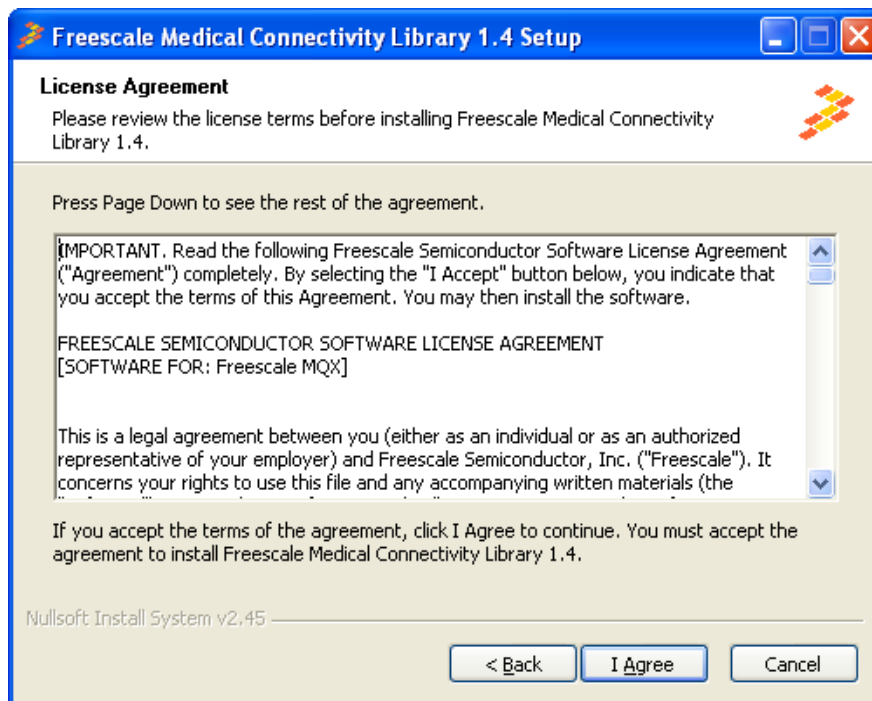 Freescale Medical Connectivity Library 1.4 Setup
License Agreement
Please review the license terms before installing Freescale Medical Connectivity
Library 1.4.
Press Page Down to see the rest of the agreement.
IMPORTANT. Read the following Freescale Semiconductor Software License Agreement
("Agreement") completely. By selecting the "I Accept" button below, you indicate that
you accept the terms of this Agreement. You may then install the software.
FREESCALE SEMICONDUCTOR SOFTWARE LICENSE AGREEMENT
[SOFTWARE FOR: Freescale MQX]
This is a legal agreement between you (either as an individual or as an authorized
representative of your employer) and Freescale Semiconductor, Inc. ("Freescale"). It
concerns your rights to use this file and any accompanying written materials (the
If you accept the terms of the agreement, click I Agree to continue. You must accept the
agreement to install Freescale Medical Connectivity Library 1.4.
Nullsoft Install System v2.45
< Back
I Agree
Cancel